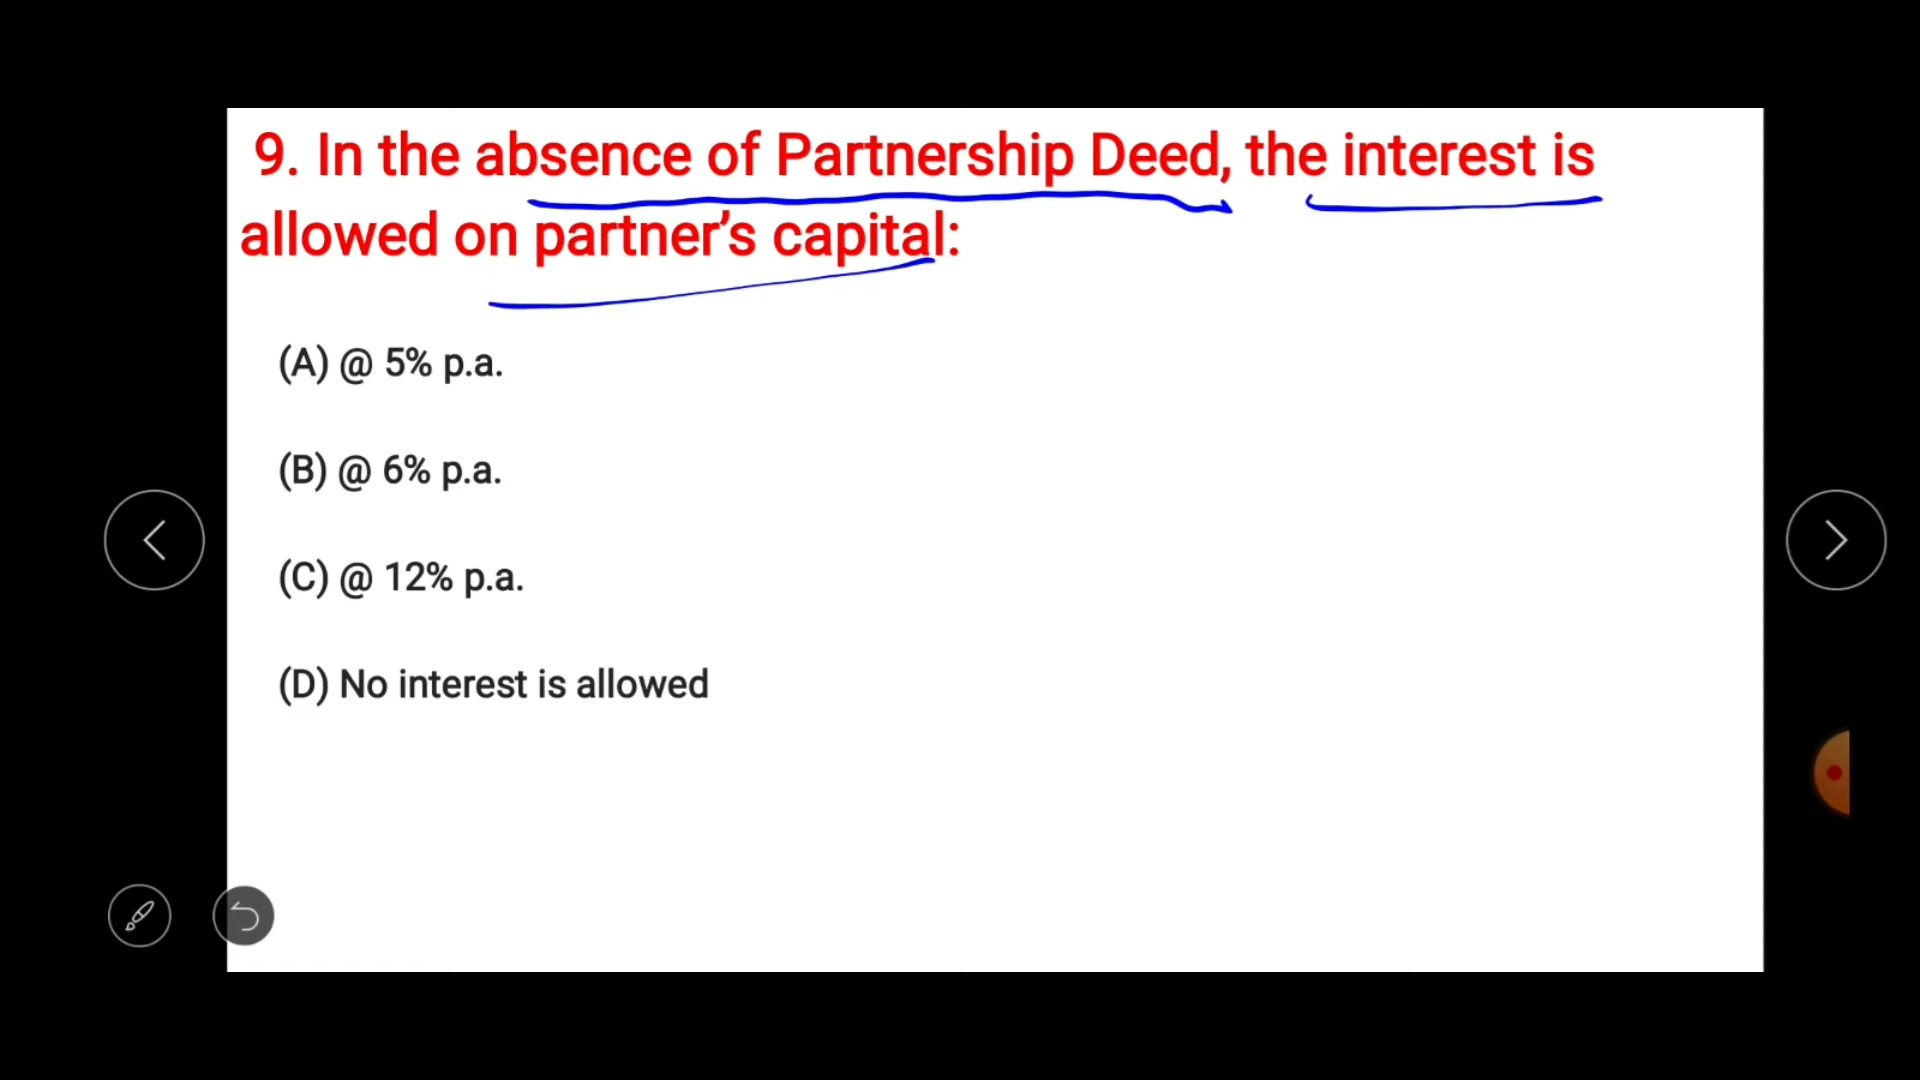 9. In the absence of Partnership Deed, the interest is
allowed on partner’s capital:
(A) @ 5% p.a.
(B) @ 6% p.a.
(C) @ 12% p.a.
(D) No interest is allowed